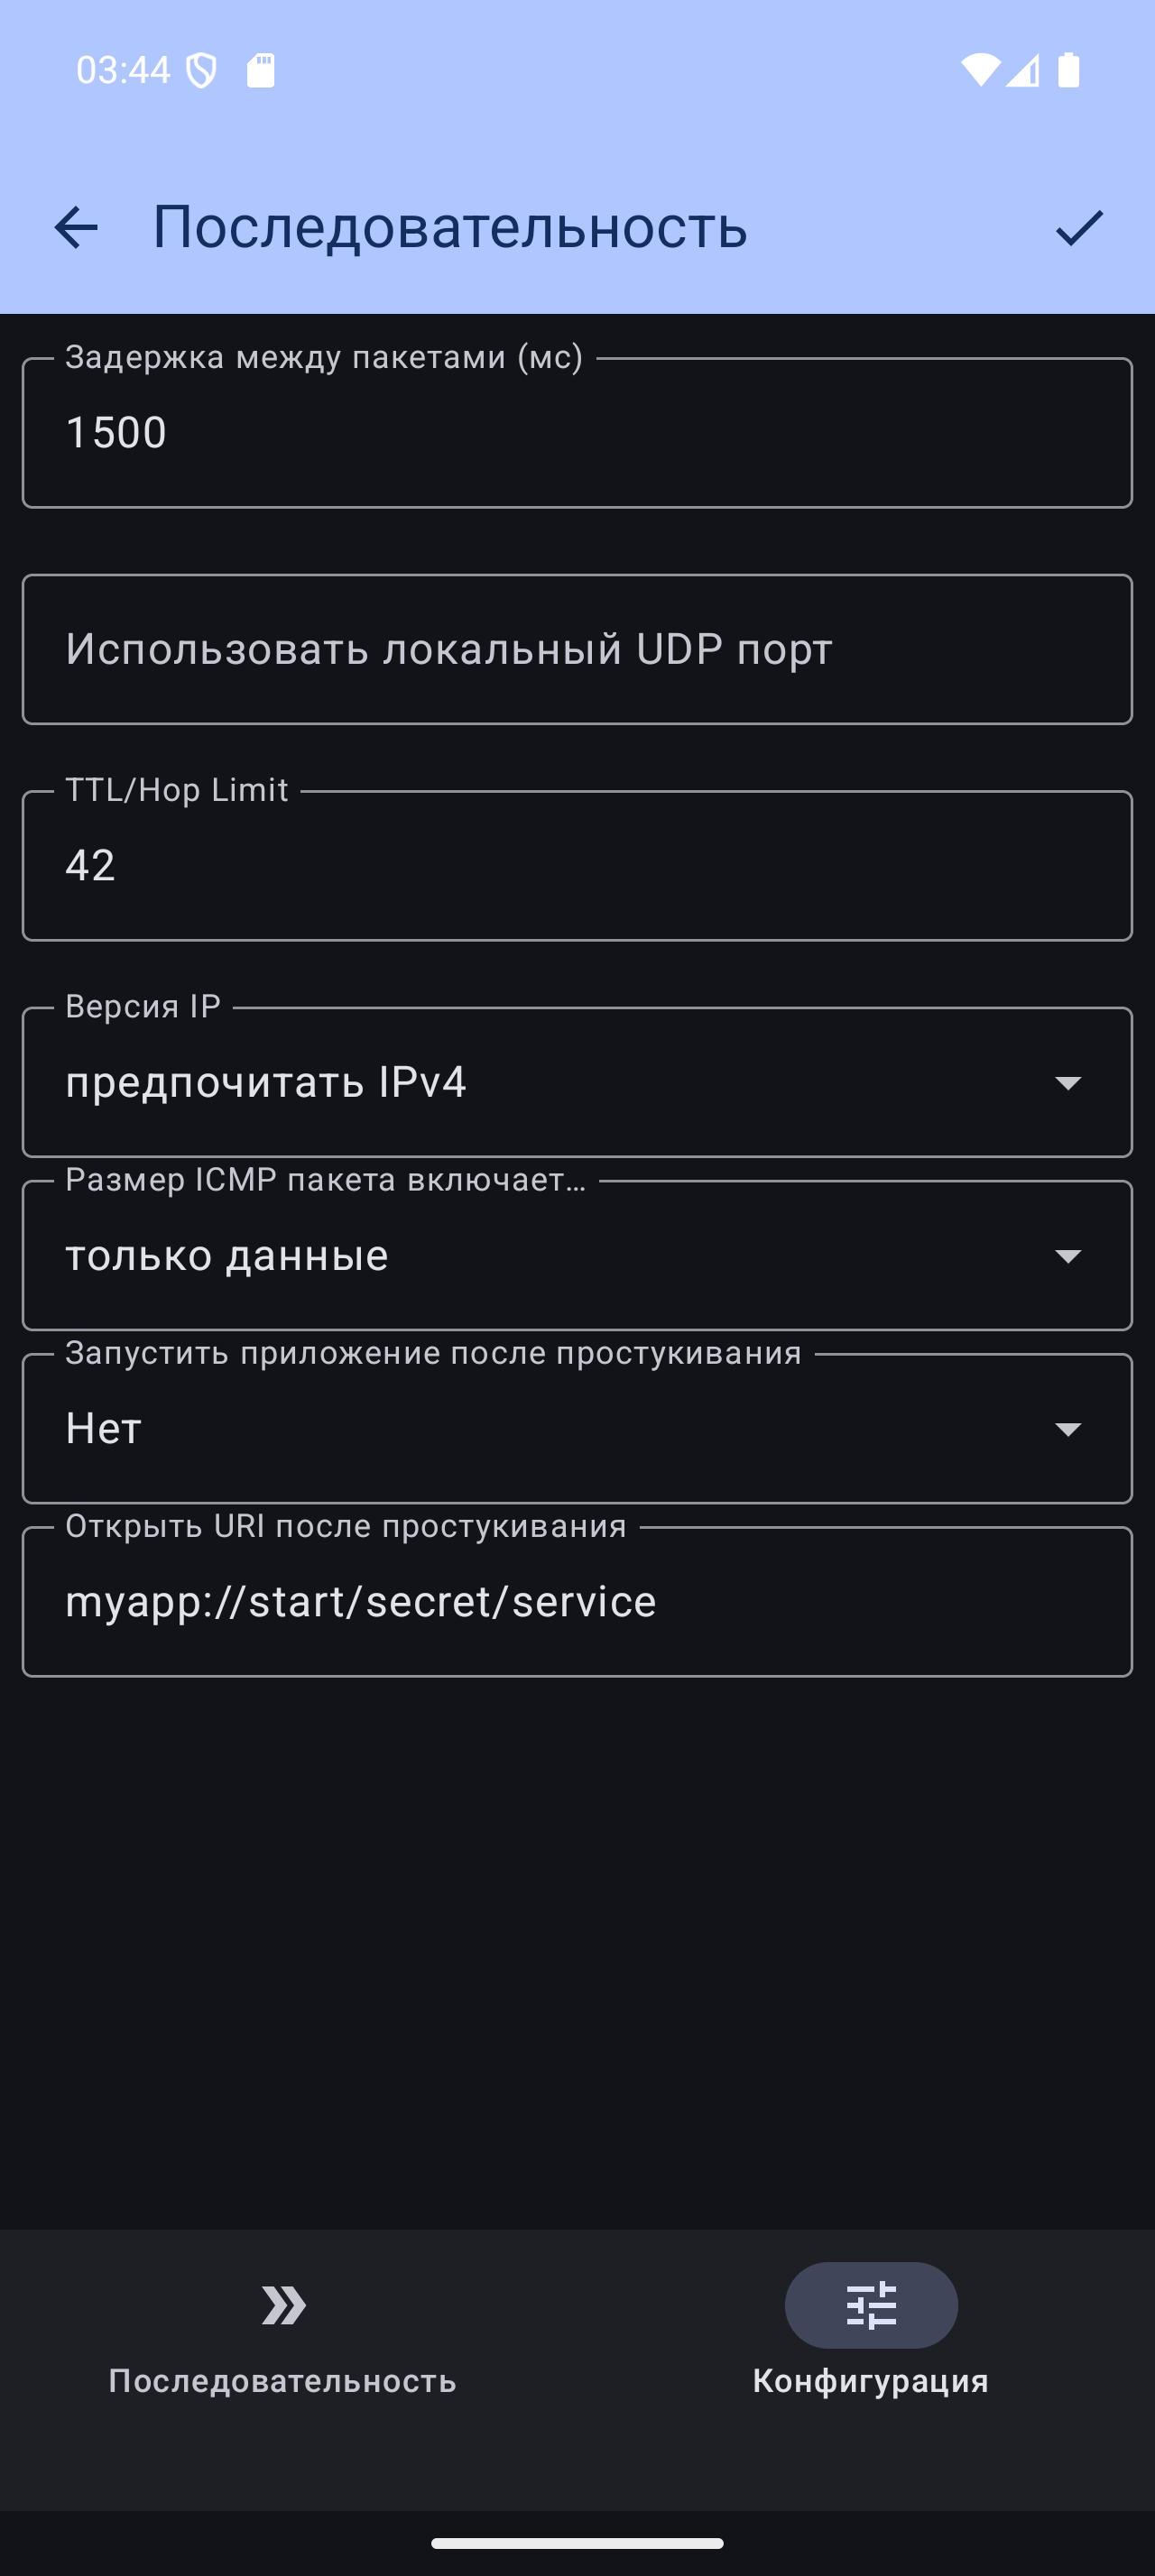 03:44
Последовательность
Задержка между пакетами (мс)
1500
Использовать локальный UDP порт
TTL/Hop Limit
42
Версия IP
предпочитать IPv4
Размер ICMP пакета включает…
только данные
Запустить приложение после простукивания
Нет
Открыть URI после простукивания
myapp://start/secret/service
Последовательность
Конфигурация